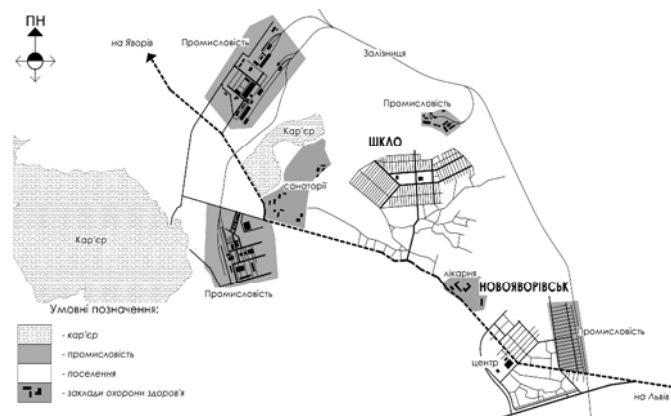 ПН
на Яворів
Промисловість
Залізниця
Промисловість
Кар'єр
ШКЛО
санаторії
Кар'єр
Промисловість
лікарня
НОВОЯВОРІВСЬК
Промисловість
центр
на Львів
Умовні позначення:
- кар'єр
- промисловість
- поселення
- заклади охорони здоров'я